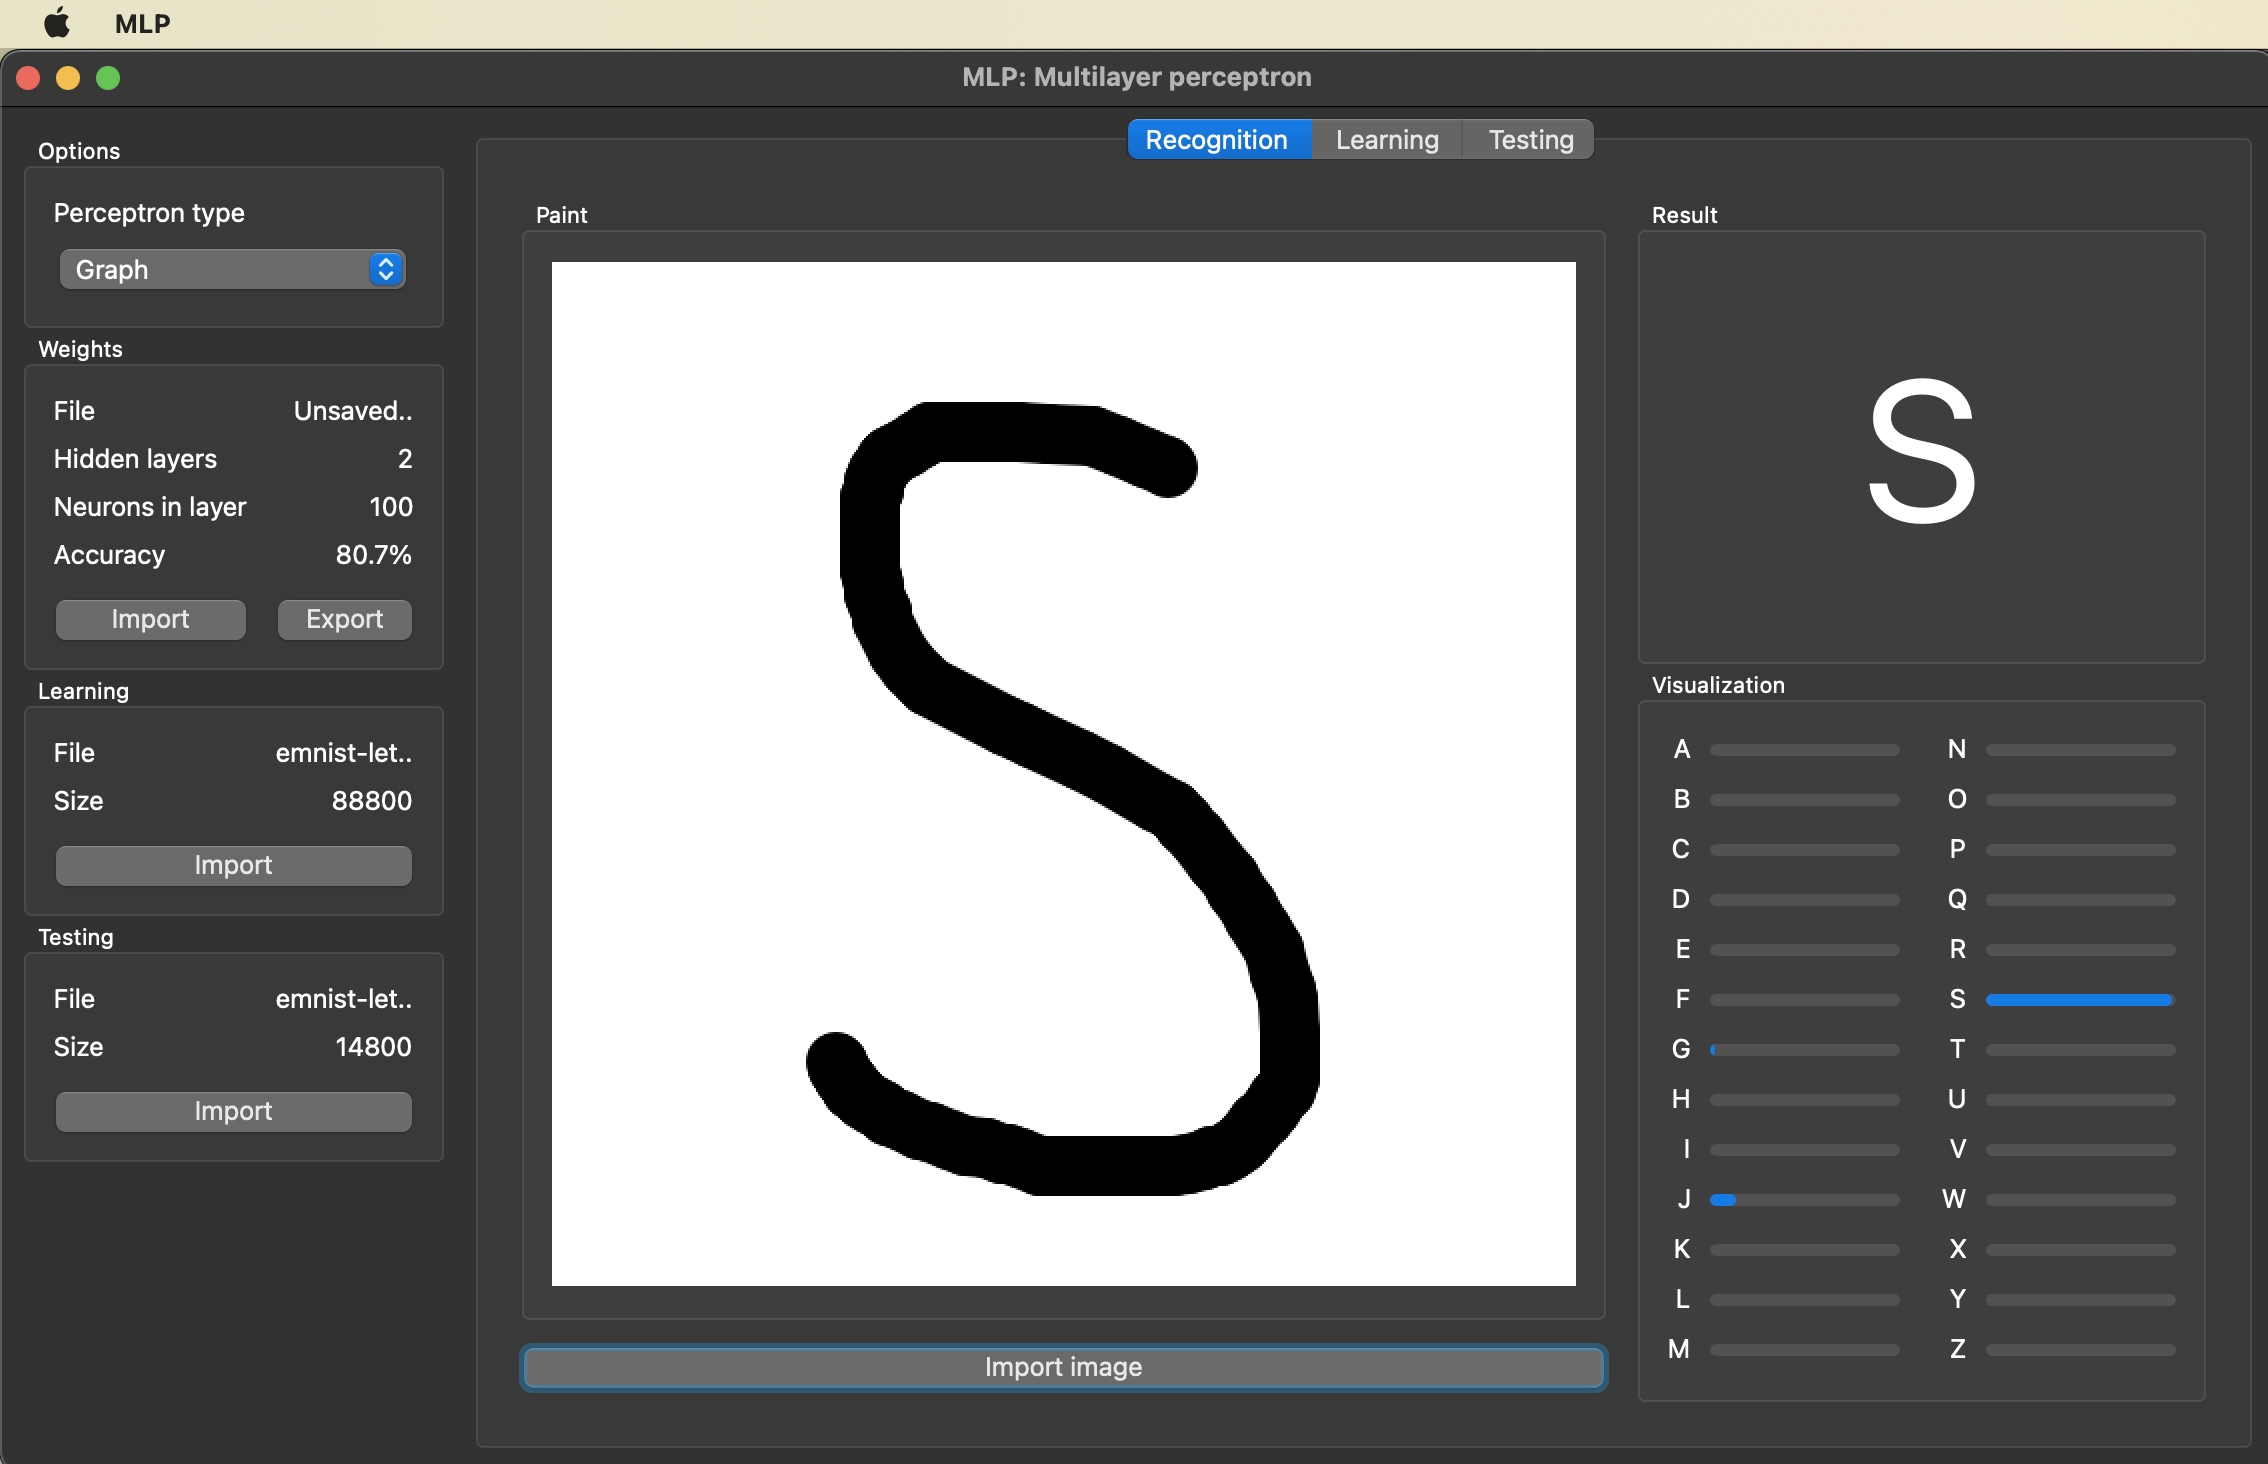 MLP
MLP: Multilayer perceptron
Recognition Learning Testing
Options
Perceptron type
Graph
Weights
File Unsaved..
Hidden layers 2
Neurons in layer 100
Accuracy 80.7%
Import Export
Learning
File emnist-let..
Size 88800
Import
Testing
File emnist-let..
Size 14800
Import
Paint
S
Import image
Result
S
Visualization
A N
B O
C P
D Q
E R
F S
G T
H U
I V
J W
K X
L Y
M Z